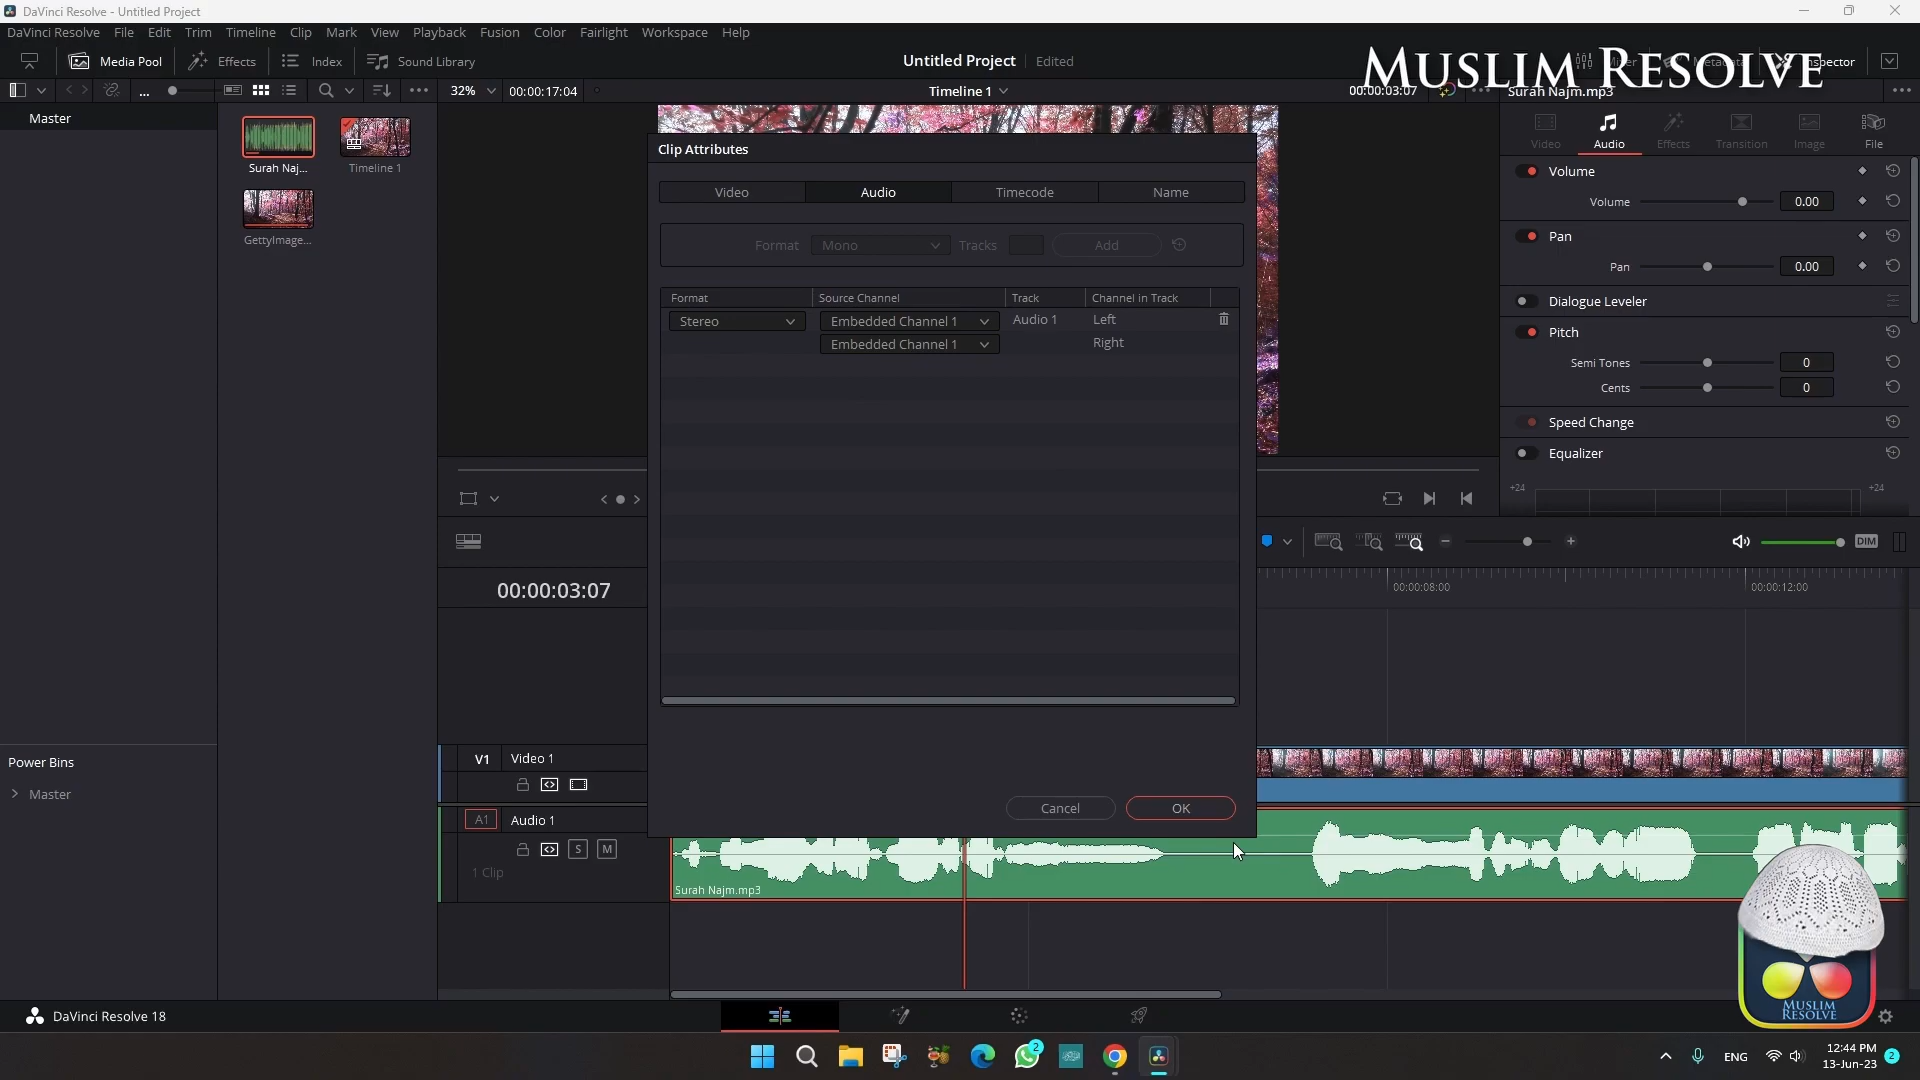 DaVinci Resolve - Untitled Project
DaVinci Resolve File Edit Trim Timeline Clip Mark View Playback Fusion Color Fairlight Workspace Help
Media Pool Effects Index Sound Library
Untitled Project Edited
MUSLIM RESOLVE
32% 00:00:17:04
Timeline 1
00:00:03:07
Surah Najm.mp3
Master
Surah Naj...
Timeline 1
GettyImage...
Clip Attributes
Video Audio Timecode Name
Format Mono Tracks Add
Format Source Channel Track Channel in Track
Stereo Embedded Channel 1 Audio 1 Left
Embedded Channel 1 Right
Cancel OK
Video Audio Effects Transition Image File
Volume
Volume 0.00
Pan
Pan 0.00
Dialogue Leveler
Pitch
Semi Tones 0
Cents 0
Speed Change
Equalizer
+24 +24
DIM
00:00:03:07
00:00:08:00 00:00:12:00
Power Bins
Master
V1 Video 1
A1 Audio 1
S M
1 Clip
Surah Najm.mp3
MUSLIM
RESOLVE
DaVinci Resolve 18
2
ENG
12:44 PM
13-Jun-23
2